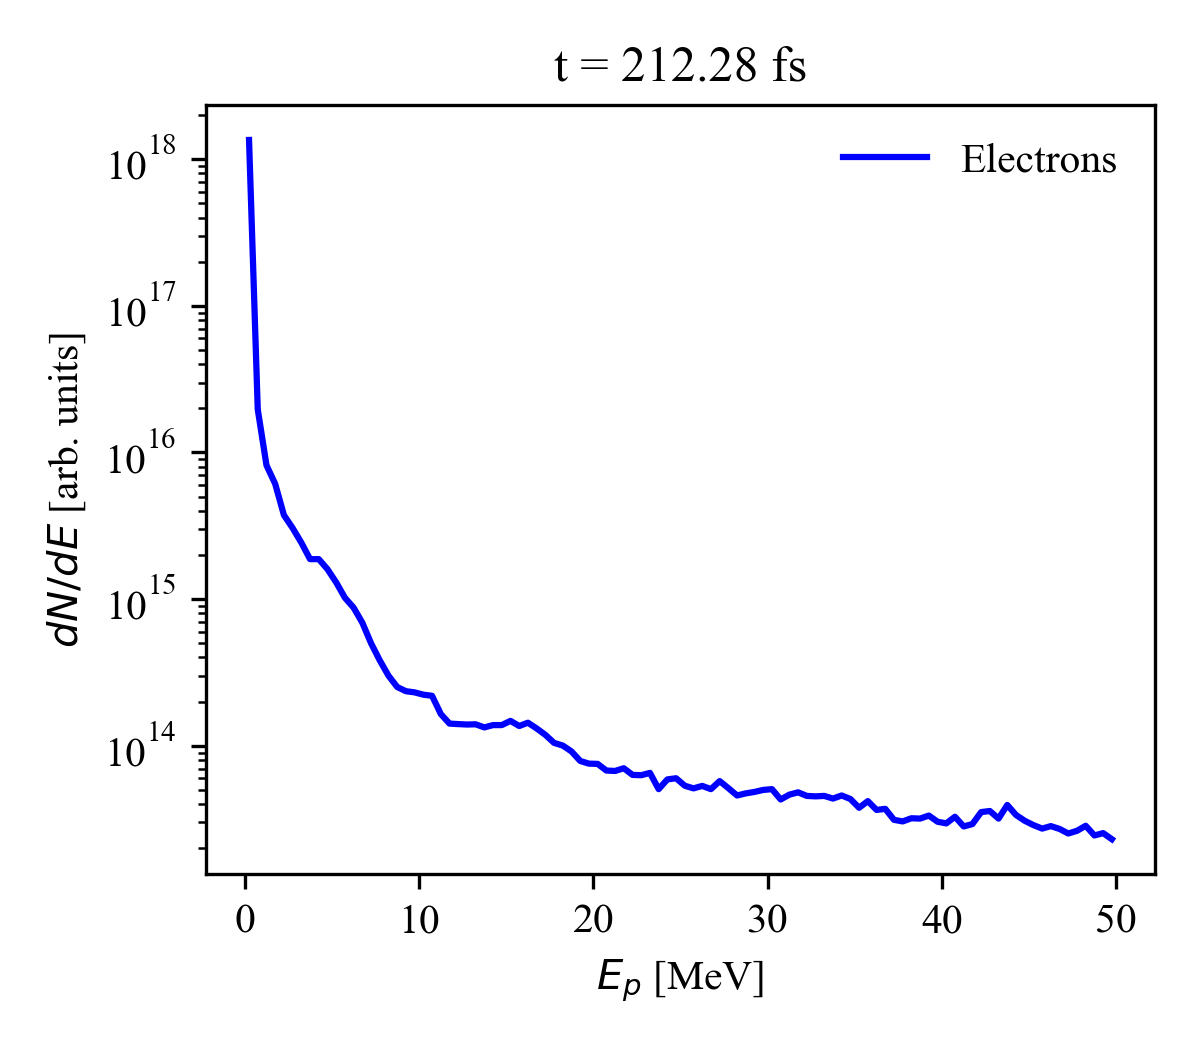 t = 212.28 fs
Electrons
10^18
10^17
10^16
10^15
10^14
dN/dE [arb. units]
0 10 20 30 40 50
E_p [MeV]